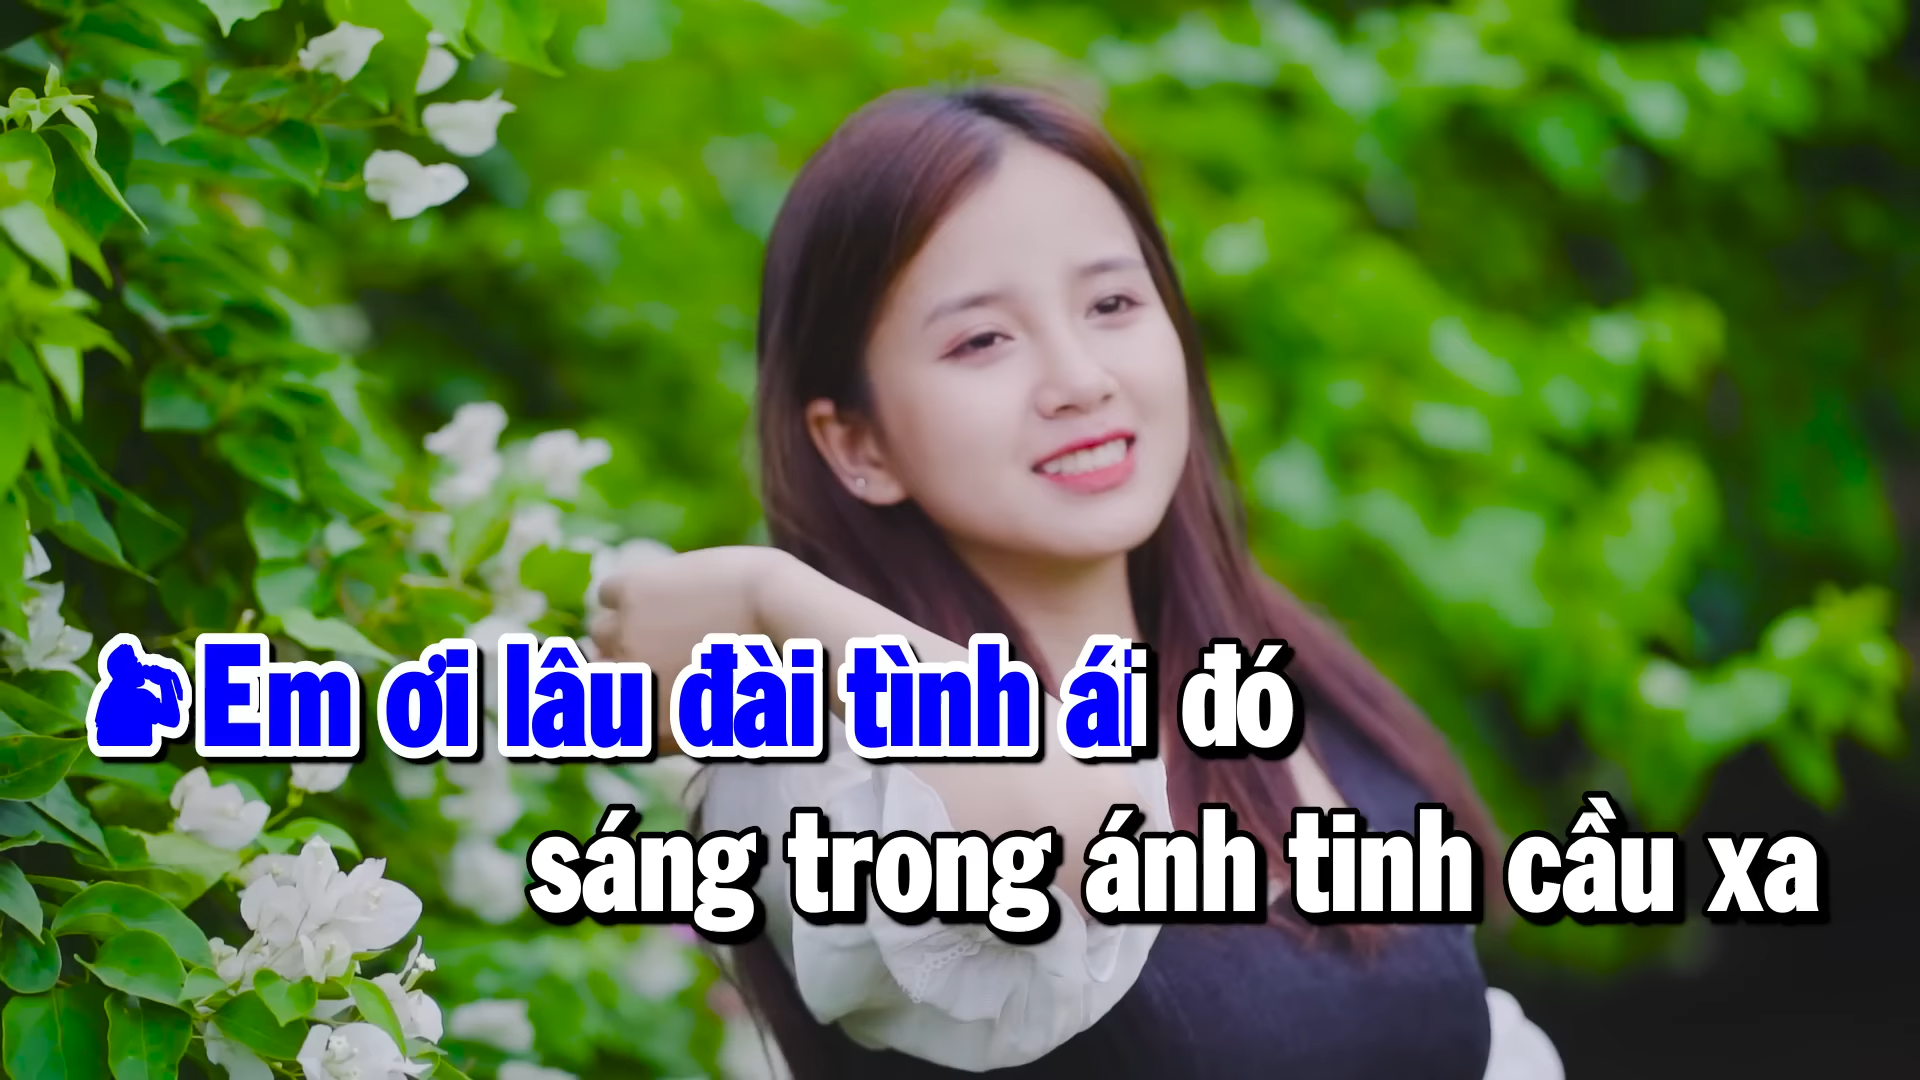 Em ơi lâu đài tình ái đó
sáng trong ánh tinh cầu xa